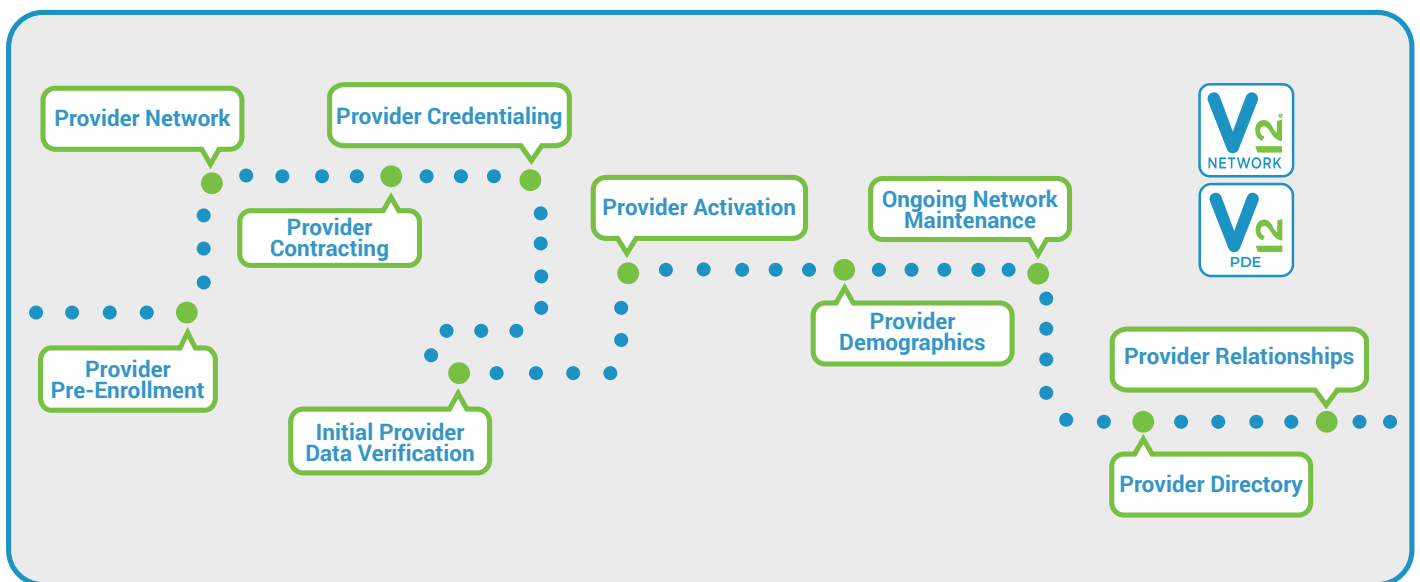 Provider Network
Provider Credentialing
V12
NETWORK
Provider
Contracting
Provider Activation
Ongoing Network
Maintenance
V12
PDE
Provider
Pre-Enrollment
Provider
Demographics
Provider Relationships
Initial Provider
Data Verification
Provider Directory